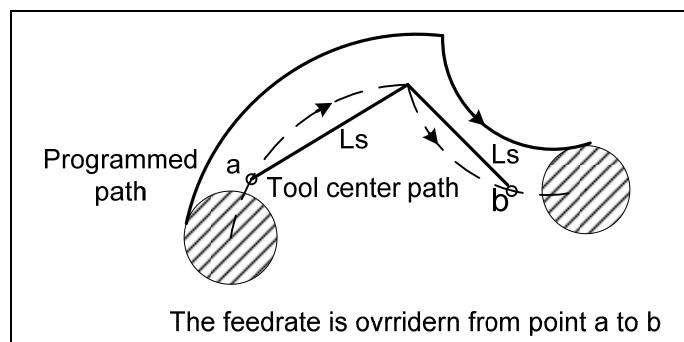 Programmed
path
a
Ls
Tool center path
Ls
b
The feedrate is ovrridern from point a to b